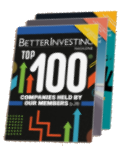 BETTERINVESTING
MAGAZINE
TOP
100
COMPANIES HELD BY
OUR MEMBERS